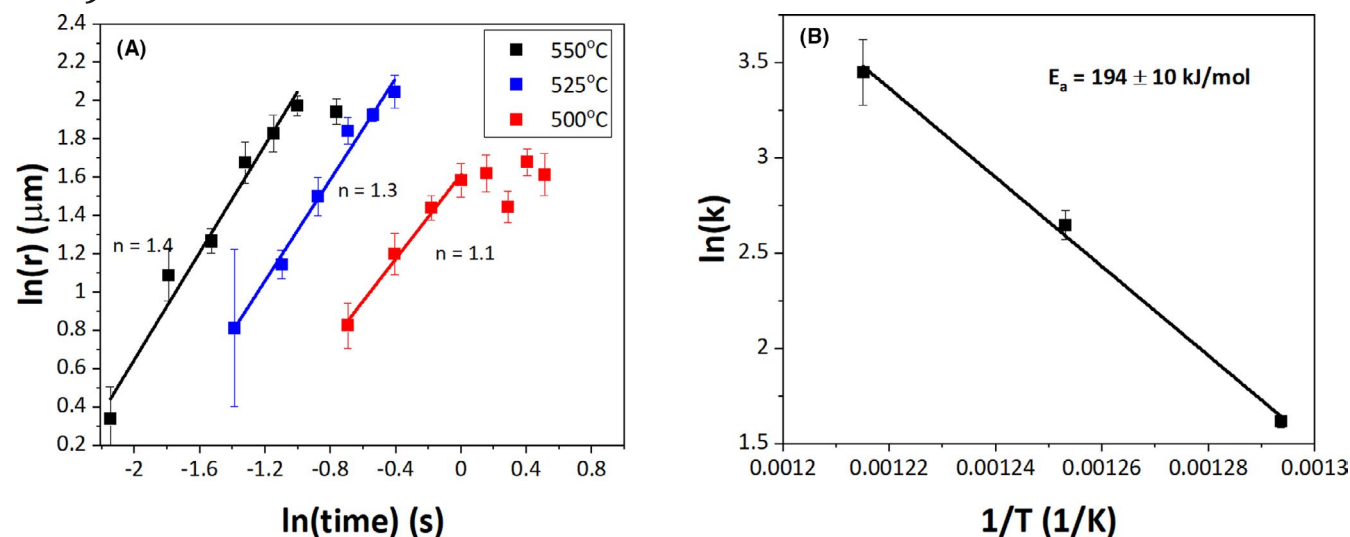 (A)
550°C
525°C
500°C
n = 1.4
n = 1.3
n = 1.1
2.4
2.2
2.0
1.8
1.6
1.4
1.2
1
0.8
0.6
0.4
0.2
-2
-1.6
-1.2
-0.8
-0.4
0
0.4
0.8
ln(r) (μm)
ln(time) (s)
(B)
E_a = 194 ± 10 kJ/mol
3.5
3
2.5
2
1.5
0.0012
0.00122
0.00124
0.00126
0.00128
0.0013
ln(k)
1/T (1/K)